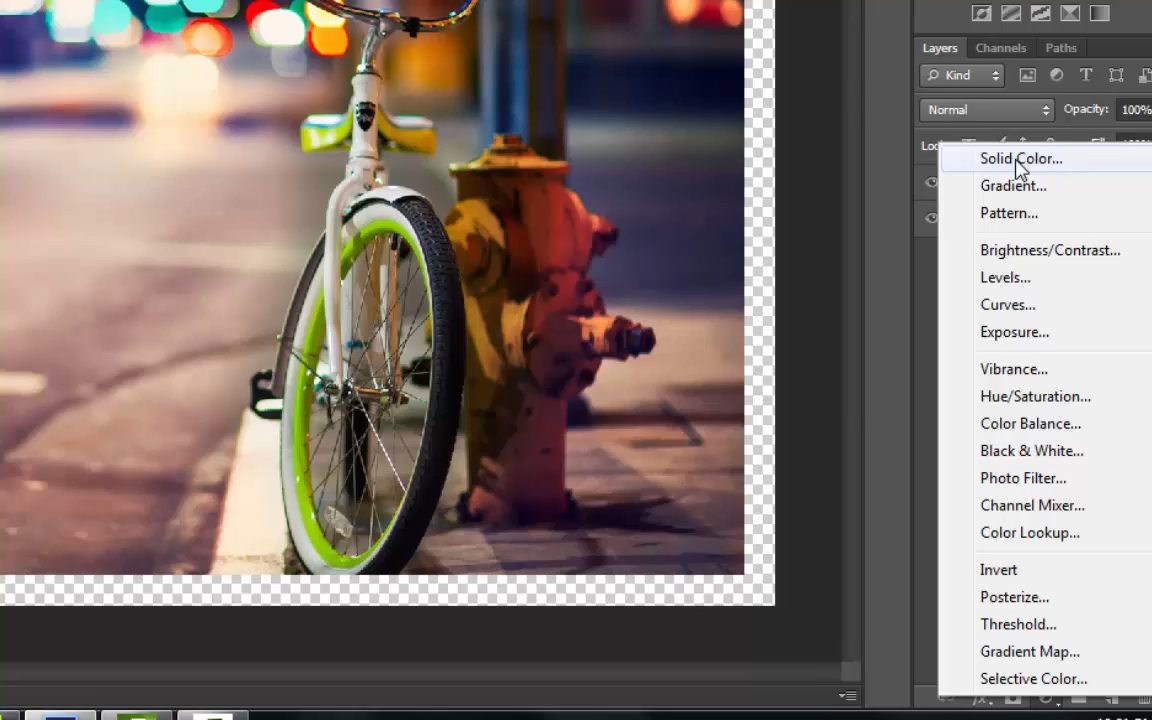 Layers Channels Paths
Kind
Normal Opacity: 100%
Solid Color...
Gradient...
Pattern...
Brightness/Contrast...
Levels...
Curves...
Exposure...
Vibrance...
Hue/Saturation...
Color Balance...
Black & White...
Photo Filter...
Channel Mixer...
Color Lookup...
Invert
Posterize...
Threshold...
Gradient Map...
Selective Color...